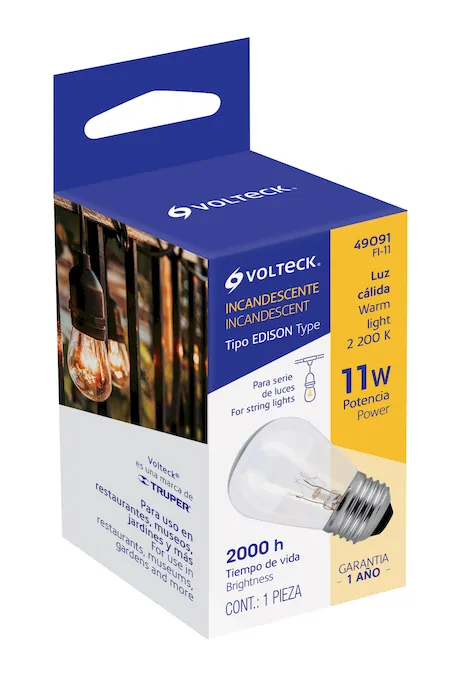 VOLTECK®
VOLTECK®
49091
FI-11
INCANDESCENTE
INCANDESCENT
Tipo EDISON Type
Luz
cálida
Warm
light
2 200 K
Para serie
de luces
For string lights
11W
Potencia
Power
2000 h
Tiempo de vida
Brightness
CONT.: 1 PIEZA
GARANTIA
1 AÑO
Volteck®
es una marca de
TRUPER®
Para uso en
restaurantes, museos,
jardines y más
For use in
restaurants, museums,
gardens and more